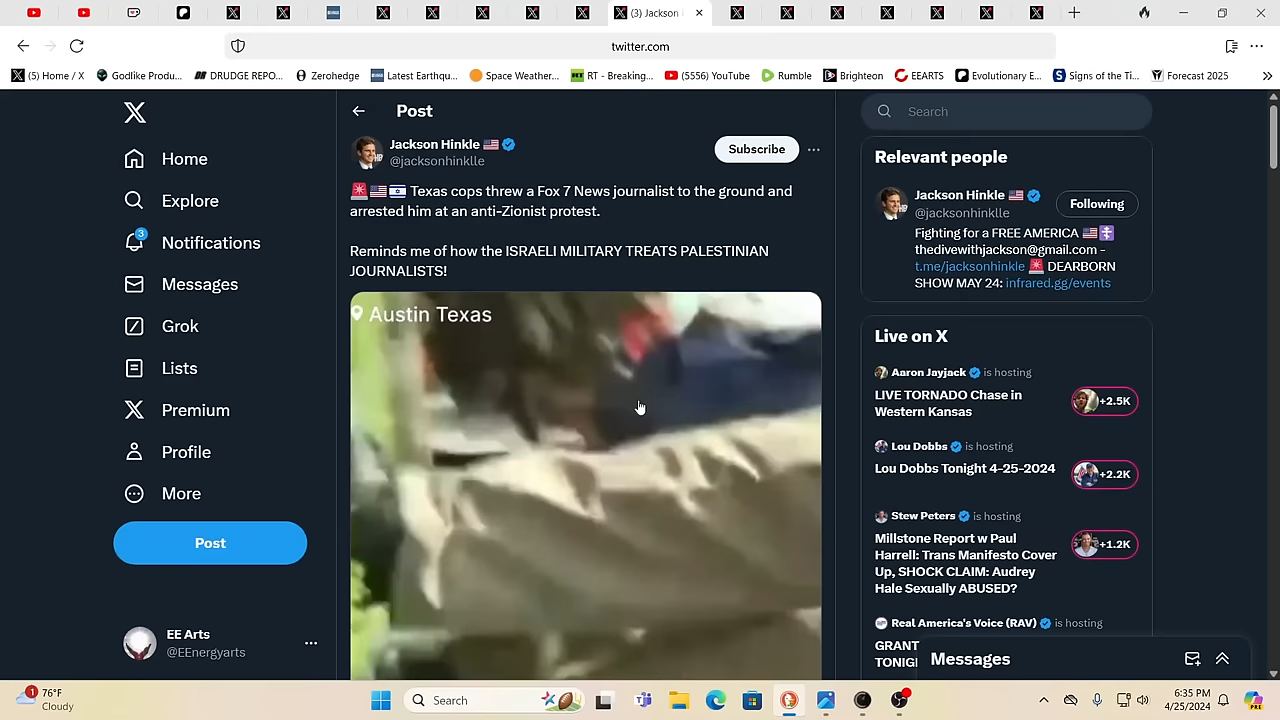 (3) Jackson
twitter.com
(5) Home / X
Godlike Produ...
DRUDGE REPO...
Zerohedge
Latest Earthqu...
Space Weather...
RT - Breaking...
(5556) YouTube
Rumble
Brighteon
EEARTS
Evolutionary E...
Signs of the Ti...
Forecast 2025
Home
Explore
3
Notifications
Messages
Grok
Lists
Premium
Profile
More
Post
EE Arts
@EEnergyarts
Post
Jackson Hinkle
@jacksonhinklle
Subscribe
Texas cops threw a Fox 7 News journalist to the ground and
arrested him at an anti-Zionist protest.
Reminds me of how the ISRAELI MILITARY TREATS PALESTINIAN
JOURNALISTS!
Austin Texas
Search
Relevant people
Jackson Hinkle
@jacksonhinklle
Following
Fighting for a FREE AMERICA
thedivewithjackson@gmail.com -
t.me/jacksonhinkle DEARBORN
SHOW MAY 24: infrared.gg/events
Live on X
Aaron Jayjack is hosting
LIVE TORNADO Chase in
Western Kansas
+2.5K
Lou Dobbs is hosting
Lou Dobbs Tonight 4-25-2024
+2.2K
Stew Peters is hosting
Millstone Report w Paul
Harrell: Trans Manifesto Cover
Up, SHOCK CLAIM: Audrey
Hale Sexually ABUSED?
+1.2K
Real America's Voice (RAV) is hosting
GRANT
TONIG
Messages
1
76°F
Cloudy
Search
6:35 PM
4/25/2024